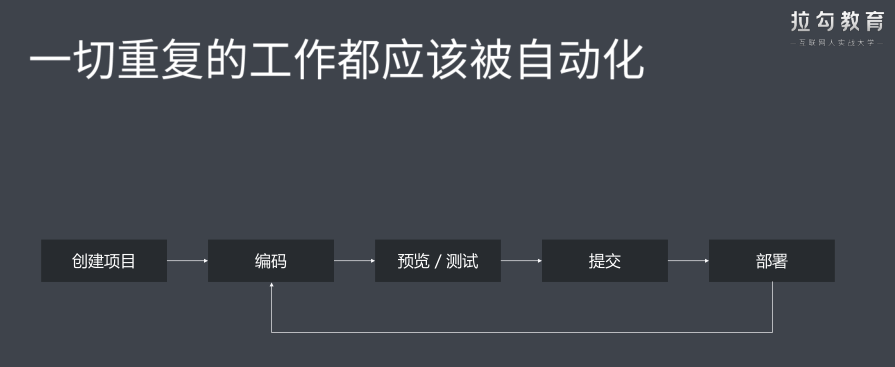 拉勾教育
—互联网人实战大学—
一切重复的工作都应该被自动化
创建项目
编码
预览 / 测试
提交
部署